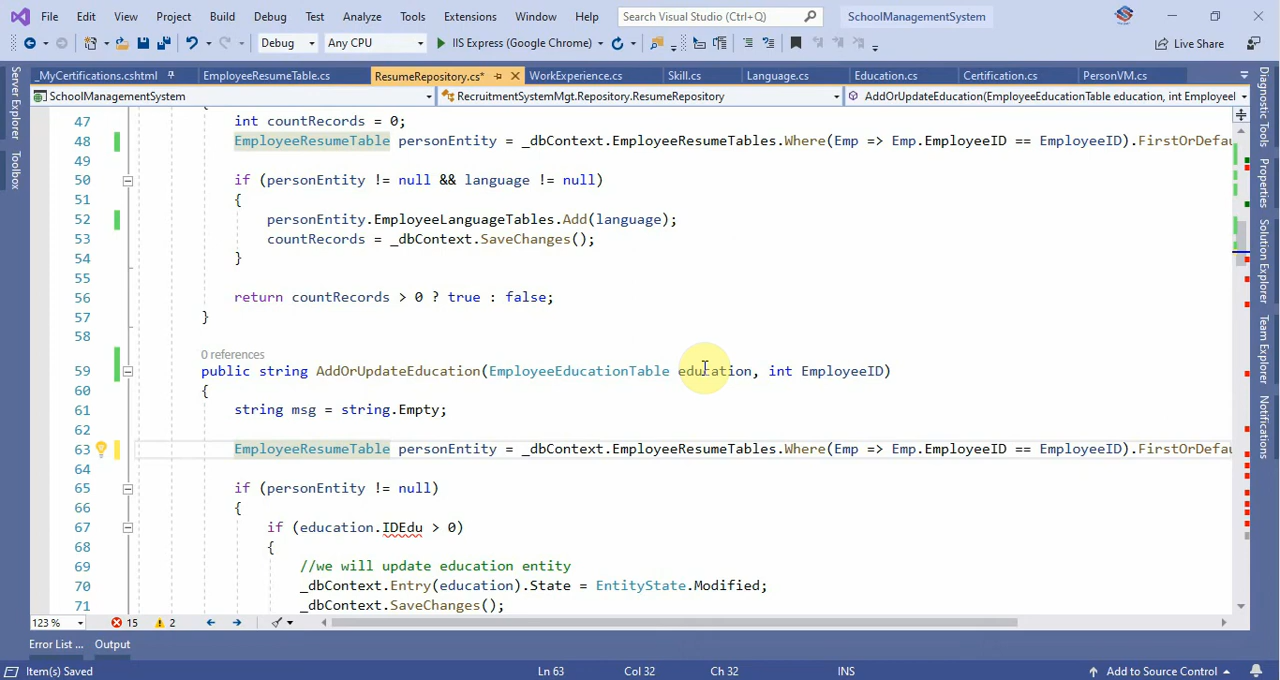 File Edit View Project Build Debug Test Analyze Tools Extensions Window Help Search Visual Studio (Ctrl+Q) SchoolManagementSystem
Debug Any CPU IIS Express (Google Chrome) Live Share
_MyCertifications.cshtml EmployeeResumeTable.cs ResumeRepository.cs* WorkExperience.cs Skill.cs Language.cs Education.cs Certification.cs PersonVM.cs
SchoolManagementSystem RecruitmentSystemMgt.Repository.ResumeRepository AddOrUpdateEducation(EmployeeEducationTable education, int Employeel
Server Explorer
Toolbox
47 int countRecords = 0;
48 EmployeeResumeTable personEntity = _dbContext.EmployeeResumeTables.Where(Emp => Emp.EmployeeID == EmployeeID).FirstOrDefau
49
50 if (personEntity != null && language != null)
51 {
52 personEntity.EmployeeLanguageTables.Add(language);
53 countRecords = _dbContext.SaveChanges();
54 }
55
56 return countRecords > 0 ? true : false;
57 }
58
0 references
59 public string AddOrUpdateEducation(EmployeeEducationTable education, int EmployeeID)
60 {
61 string msg = string.Empty;
62
63 EmployeeResumeTable personEntity = _dbContext.EmployeeResumeTables.Where(Emp => Emp.EmployeeID == EmployeeID).FirstOrDefau
64
65 if (personEntity != null)
66 {
67 if (education.IDEdu > 0)
68 {
69 //we will update education entity
70 _dbContext.Entry(education).State = EntityState.Modified;
71 _dbContext.SaveChanges();
Diagnostic Tools
Properties
Solution Explorer
Team Explorer
Notifications
123 % 15 2
Error List ... Output
Item(s) Saved Ln 63 Col 32 Ch 32 INS Add to Source Control